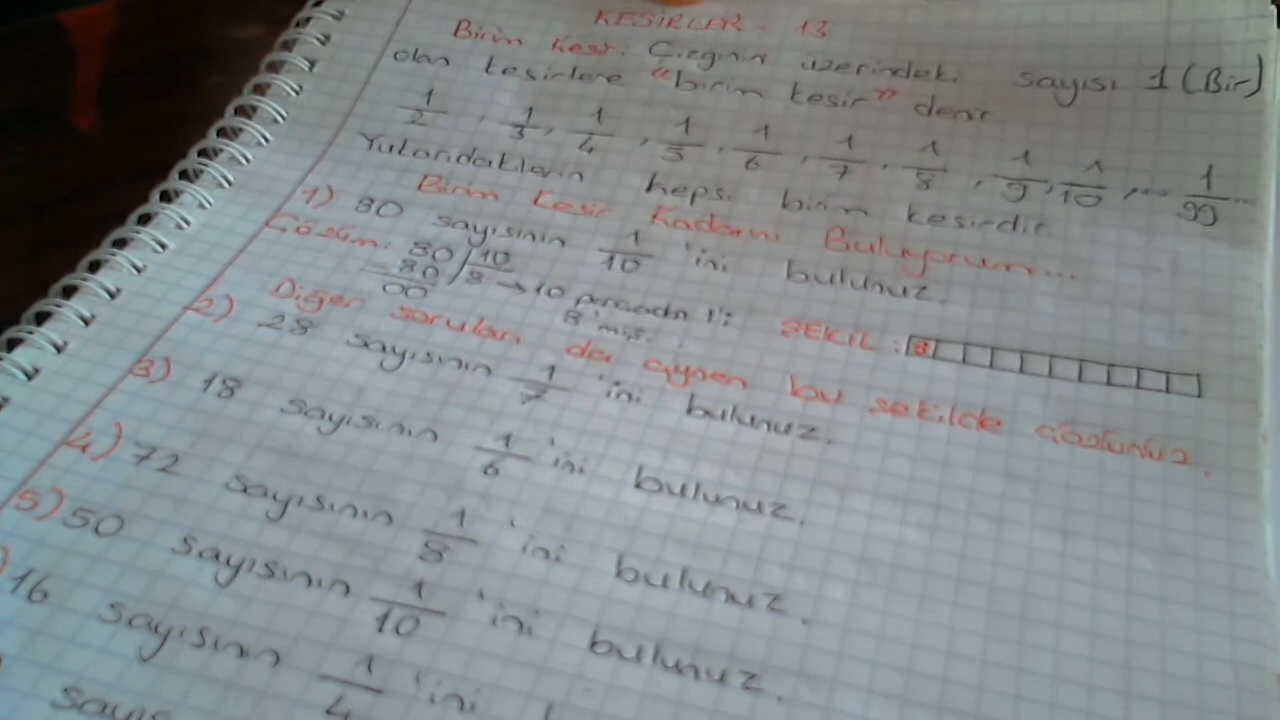 KESİRLER - 13
Birim Kesir: Çizginin üzerindeki sayısı 1 (Bir)
olan kesirlere "birim kesir" denir
1/2, 1/3, 1/4, 1/5, 1/6, 1/7, 1/8, 1/9, 1/10, ... 1/99 ...
Yukarıdakilerin hepsi birim kesirdir.
Birim Kesir Kadarını Buluyorum...
1) 80 sayısının 1/10 'ini bulunuz.
Çözüm: 80 | 10
- 80 | 8 → 10 parçadan 1'i
00
8 'miş.
ŞEKİL : 8
Diğer soruları da aynen bu şekilde çözünüz.
2) 28 sayısının 1/7 'ini bulunuz.
3) 18 sayısının 1/6 'ini bulunuz.
4) 72 sayısının 1/8 'ini bulunuz.
5) 50 sayısının 1/10 'ini bulunuz.
) 16 sayısının 1/4 'ini